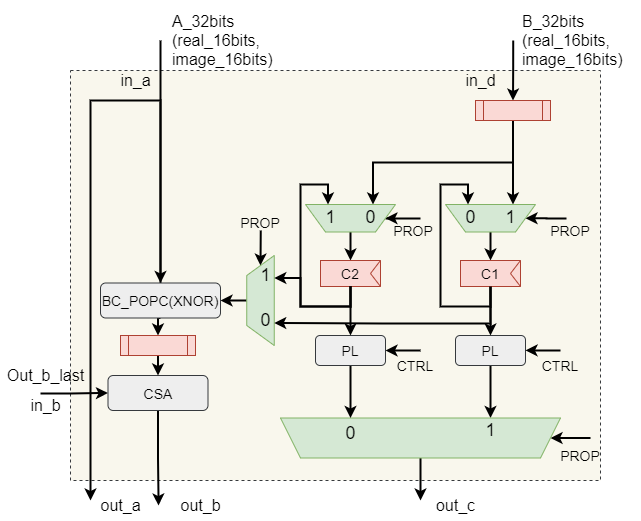 A_32bits
(real_16bits,
image_16bits)
B_32bits
(real_16bits,
image_16bits)
in_a
in_d
1 0
PROP
0 1
PROP
PROP
1
0
C2
C1
BC_POPC(XNOR)
PL
CTRL
PL
CTRL
Out_b_last
in_b
CSA
0
1
PROP
out_a
out_b
out_c